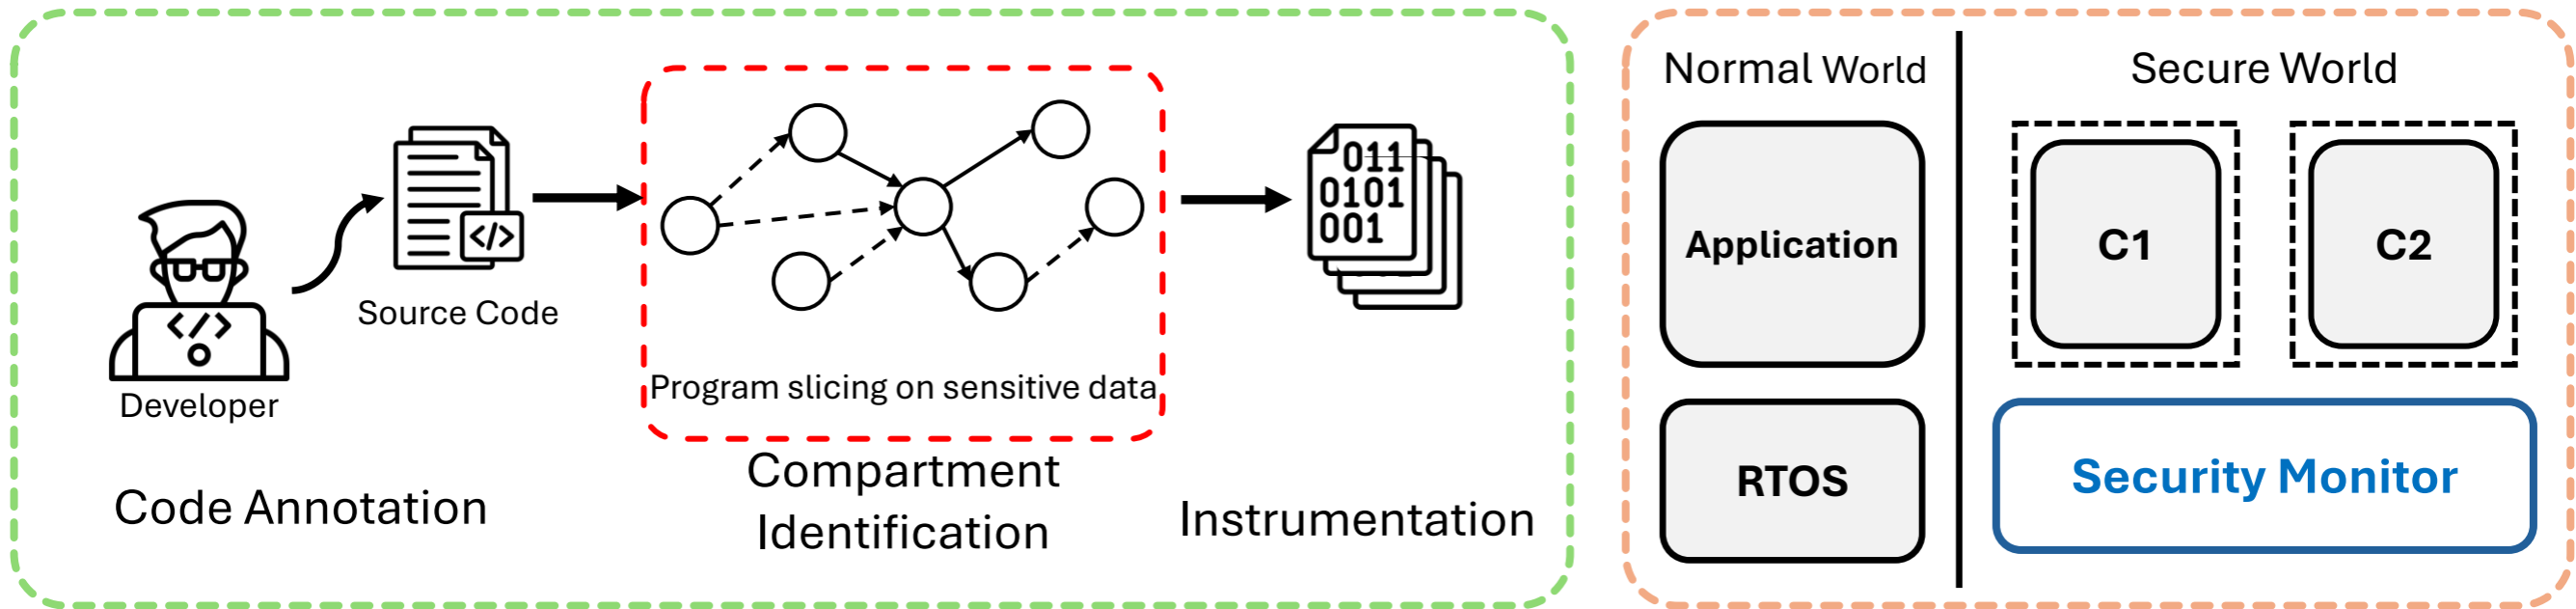 Developer
Code Annotation
</>
Source Code
</>
Program slicing on sensitive data
Compartment
Identification
011
0101
001
Instrumentation
Normal World
Application
RTOS
Secure World
C1
C2
Security Monitor